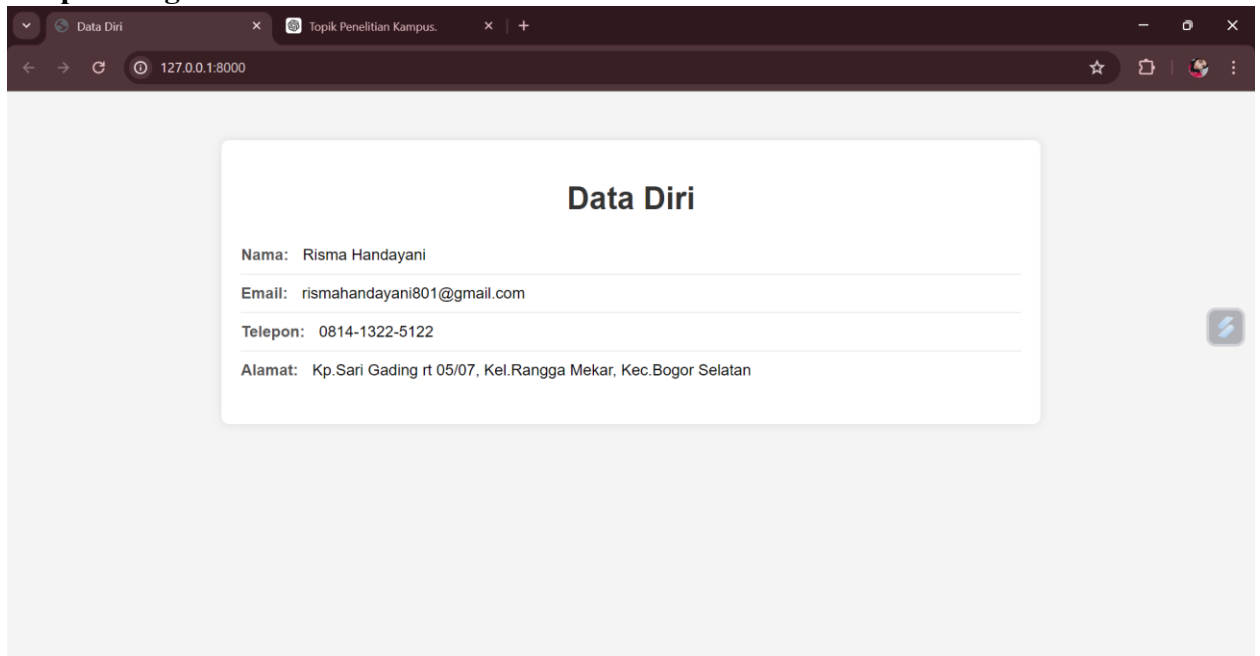 Data Diri
Topik Penelitian Kampus.
127.0.0.1:8000
Data Diri
Nama: Risma Handayani
Email: rismahandayani801@gmail.com
Telepon: 0814-1322-5122
Alamat: Kp.Sari Gading rt 05/07, Kel.Rangga Mekar, Kec.Bogor Selatan